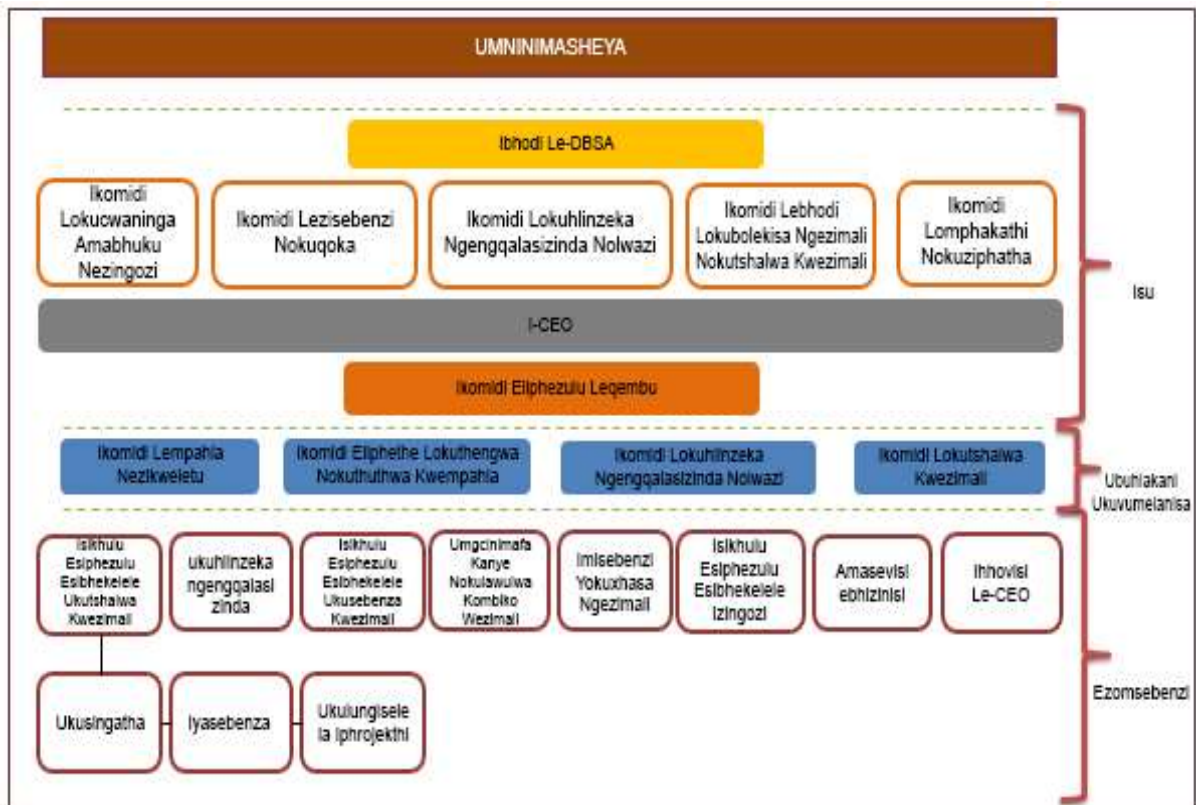 UMNINIMASHEYA
Ibhodi Le-DBSA
Ikomidi
Lokucwaninga
Amabhuku
Nezingozi
Ikomidi Lezisebenzi
Nokuqoka
Ikomidi Lokuhlinzeka
Ngengqalasizinda Nolwazi
Ikomidi Lebhodi
Lokubolekisa Ngezimali
Nokutshalwa Kwezimali
Ikomidi
Lomphakathi
Nokuziphatha
Isu
I-CEO
Ikomidi Eliphezulu Leqembu
Ikomidi Lempahla
Nezikweletu
Ikomidi Eliphethe Lokuthengwa
Nokuthuthwa Kwempahla
Ikomidi Lokuhlinzeka
Ngengqalasizinda Nolwazi
Ikomidi Lokutshalwa
Kwezimali
Ubuhlakani
Ukuvumelanisa
Isikhulu
Esiphezulu
Esibhekelele
Ukutshalwa
Kwezimali
ukuhlinzeka
ngenggalasi
zinda
Isikhulu
Esiphezulu
Esibhekelele
Ukusebenza
Kwezimali
Umgcinimafa
Kanye
Nokulawulwa
Kombiko
Wezimali
Imisebenzi
Yokuxhasa
Ngezimali
Isikhulu
Esiphezulu
Esibhekelele
Izingozi
Amasevisi
ebhizinisi
Ihhovisi
Le-CEO
Ezomsebenzi
Ukusingatha
Iyasebenza
Ukulungisele
la Iphrojekthi